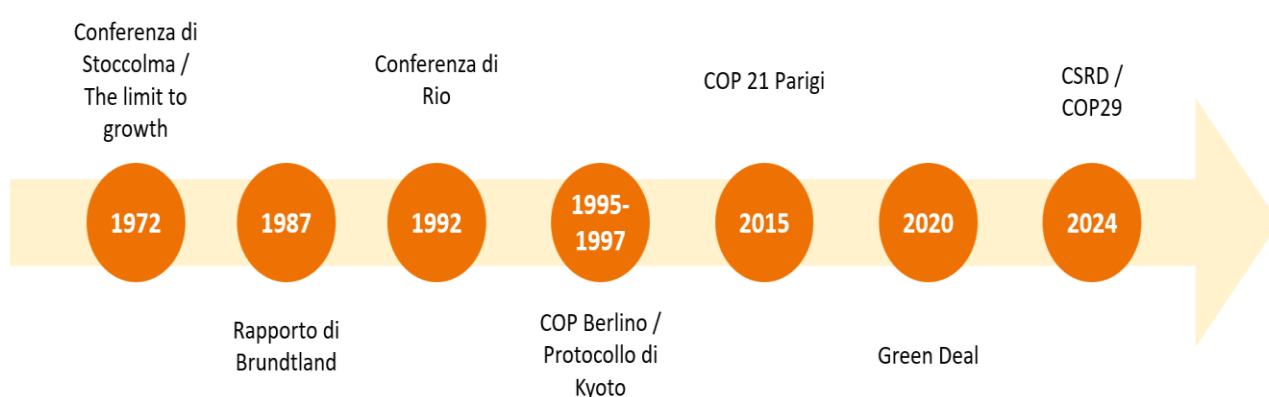 Conferenza di
Stoccolma /
The limit to
growth
Conferenza di
Rio
COP 21 Parigi
CSRD /
COP29
1972
1987
1992
1995-
1997
2015
2020
2024
Rapporto di
Brundtland
COP Berlino /
Protocollo di
Kyoto
Green Deal